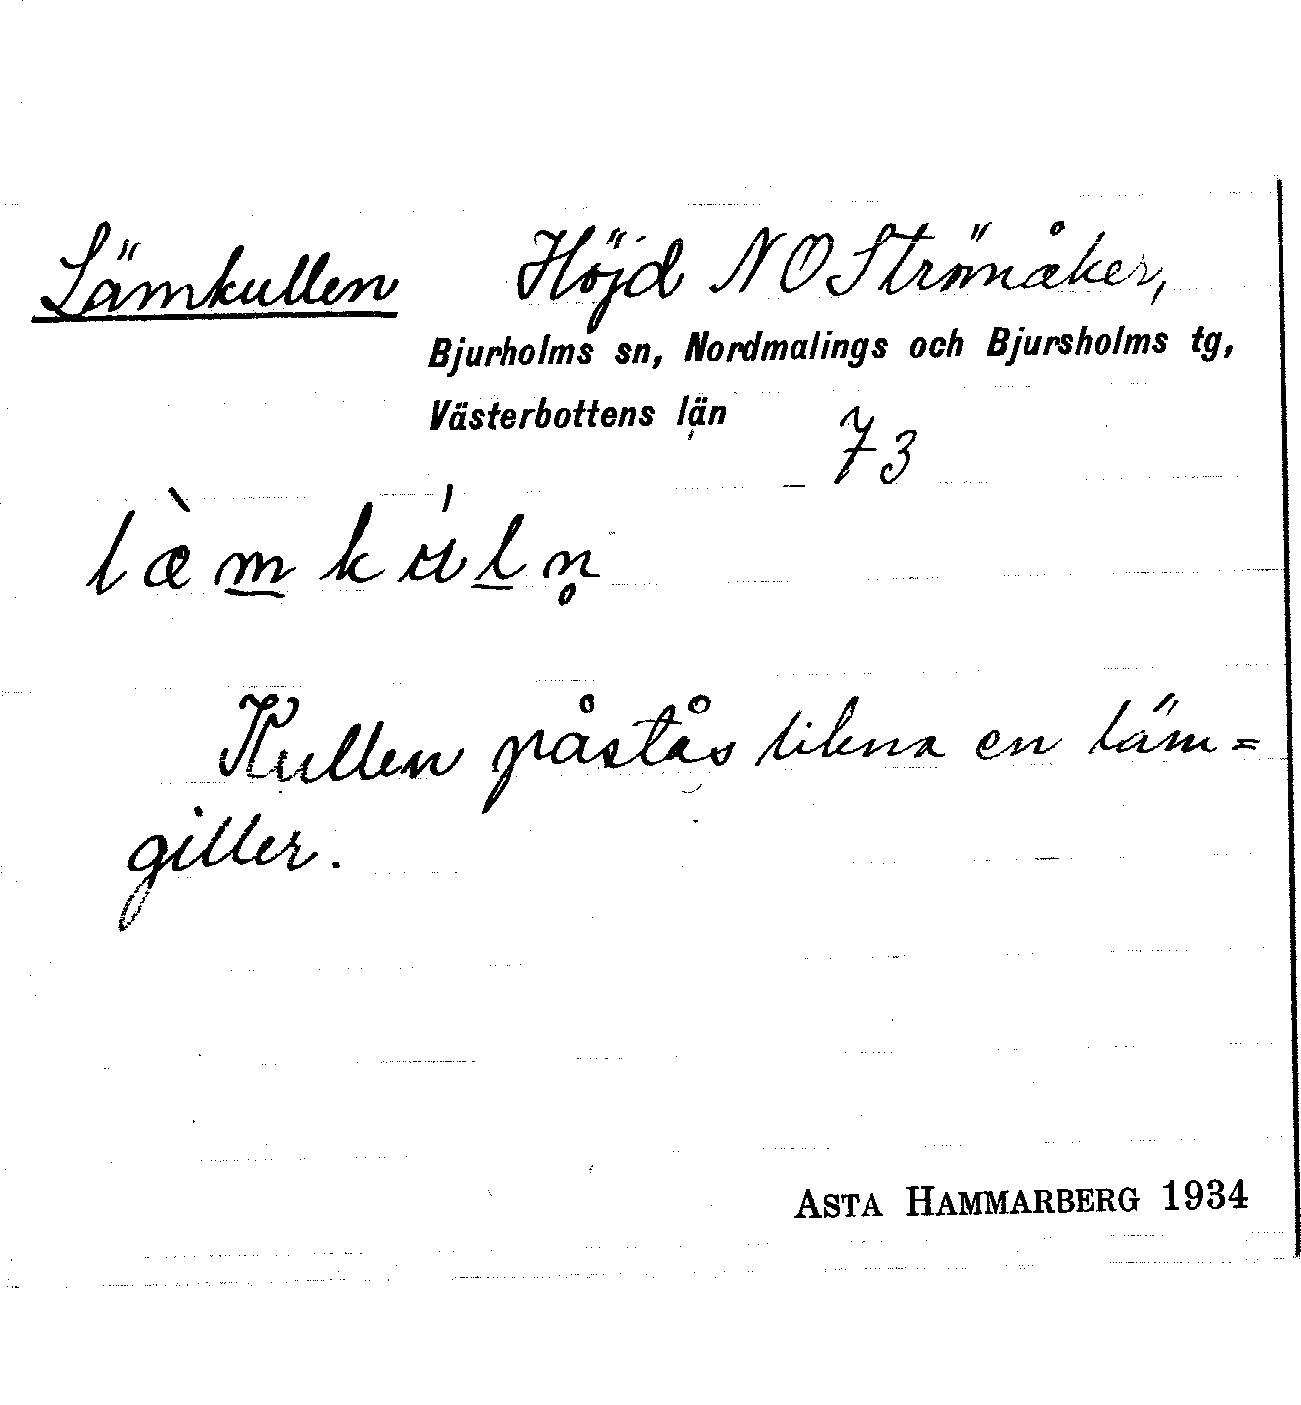 Lämkullen Höjd NO Strömåker,
Bjurholms sn, Nordmalings och Bjursholms tg,
Västerbottens län
73
l æ̀ m̲ k ú l̲ n̥
Kullen påstås likna en läm=
giller.
ASTA HAMMARBERG 1934